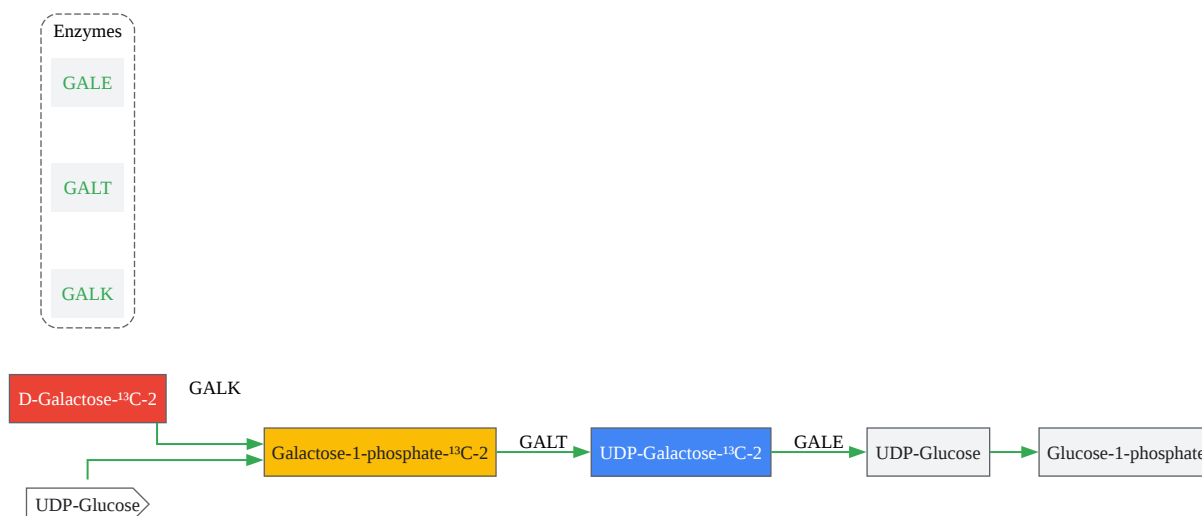 Enzymes
GALE
GALT
GALK
D-Galactose-¹³C-2
GALK
Galactose-1-phosphate-¹³C-2
GALT
UDP-Galactose-¹³C-2
GALE
UDP-Glucose
Glucose-1-phosphate
UDP-Glucose